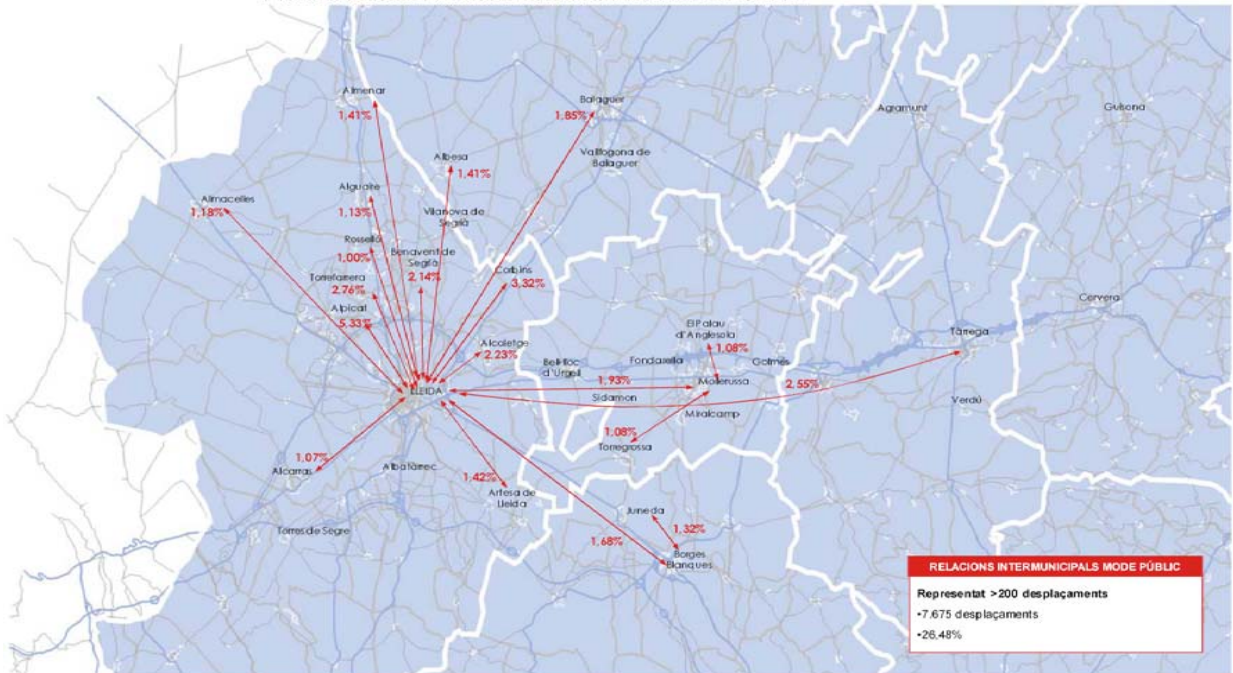 Almenar
1,41%
Balaguer
1,85%
Agramunt
Guisona
Albesa
1,41%
Vallfogona de
Balaguer
Almacelles
1,18%
Alguaire
1,13%
Vilanova de
Segrià
Rosselló
1,00%
Benavent de
Segrià
2,14%
Corbins
3,32%
Torrefarrera
2,76%
Alpicat
5,33%
Alcoletge
2,23%
El Palau
d'Anglesola
1,08%
Cervera
Tàrrega
Bell-lloc
d'Urgell
Fondarella
Golmés
LLEIDA
1,93%
Mollerussa
2,55%
Sidamon
Miralcamp
Verdú
1,08%
Torregrossa
1,07%
Alcarras
Albatàrrec
1,42%
Artesa de
Lleida
Juneda
1,32%
Torres de Segre
1,68%
Borges
Blanques
RELACIONS INTERMUNICIPALS MODE PÚBLIC
Representat >200 desplaçaments
•7.675 desplaçaments
•26,48%